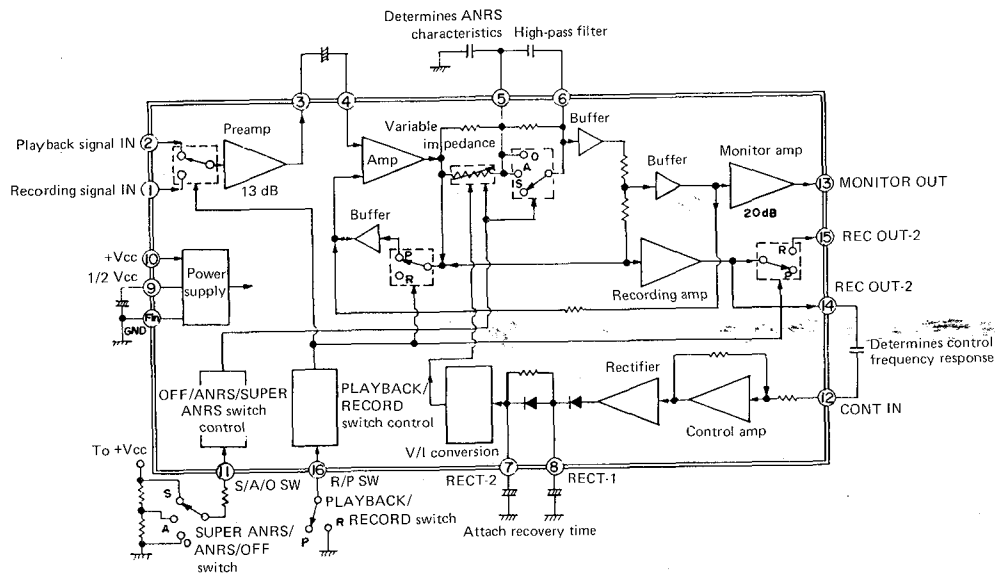 Determines ANRS
characteristics
High-pass filter
3
4
5
6
Preamp
Variable
impedance
Buffer
Playback signal IN
2
Amp
O
A
S
Buffer
Monitor amp
Recording signal IN
1
13 dB
20dB
13
MONITOR OUT
Buffer
P
R
R
P
15
REC OUT-2
+Vcc
10
1/2 Vcc
9
Power
supply
Recording amp
REC OUT-2
14
GND
Fin
Determines control
frequency response
OFF/ANRS/SUPER
ANRS switch
control
PLAYBACK/
RECORD
switch control
Rectifier
12
CONT IN
Control amp
V/I conversion
To +Vcc
11
S/A/O SW
16
R/P SW
RECT-2
7
8
RECT-1
S
A
O
SUPER ANRS/
ANRS/OFF
switch
PLAYBACK/
RECORD switch
P
R
Attach recovery time